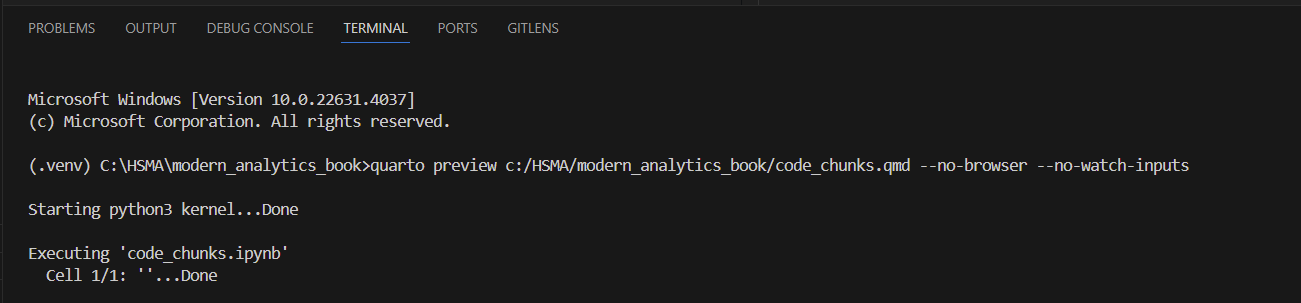 PROBLEMS OUTPUT DEBUG CONSOLE TERMINAL PORTS GITLENS
Microsoft Windows [Version 10.0.22631.4037]
(c) Microsoft Corporation. All rights reserved.
(.venv) C:\HSMA\modern_analytics_book>quarto preview c:/HSMA/modern_analytics_book/code_chunks.qmd --no-browser --no-watch-inputs
Starting python3 kernel...Done
Executing 'code_chunks.ipynb'
  Cell 1/1: ''...Done